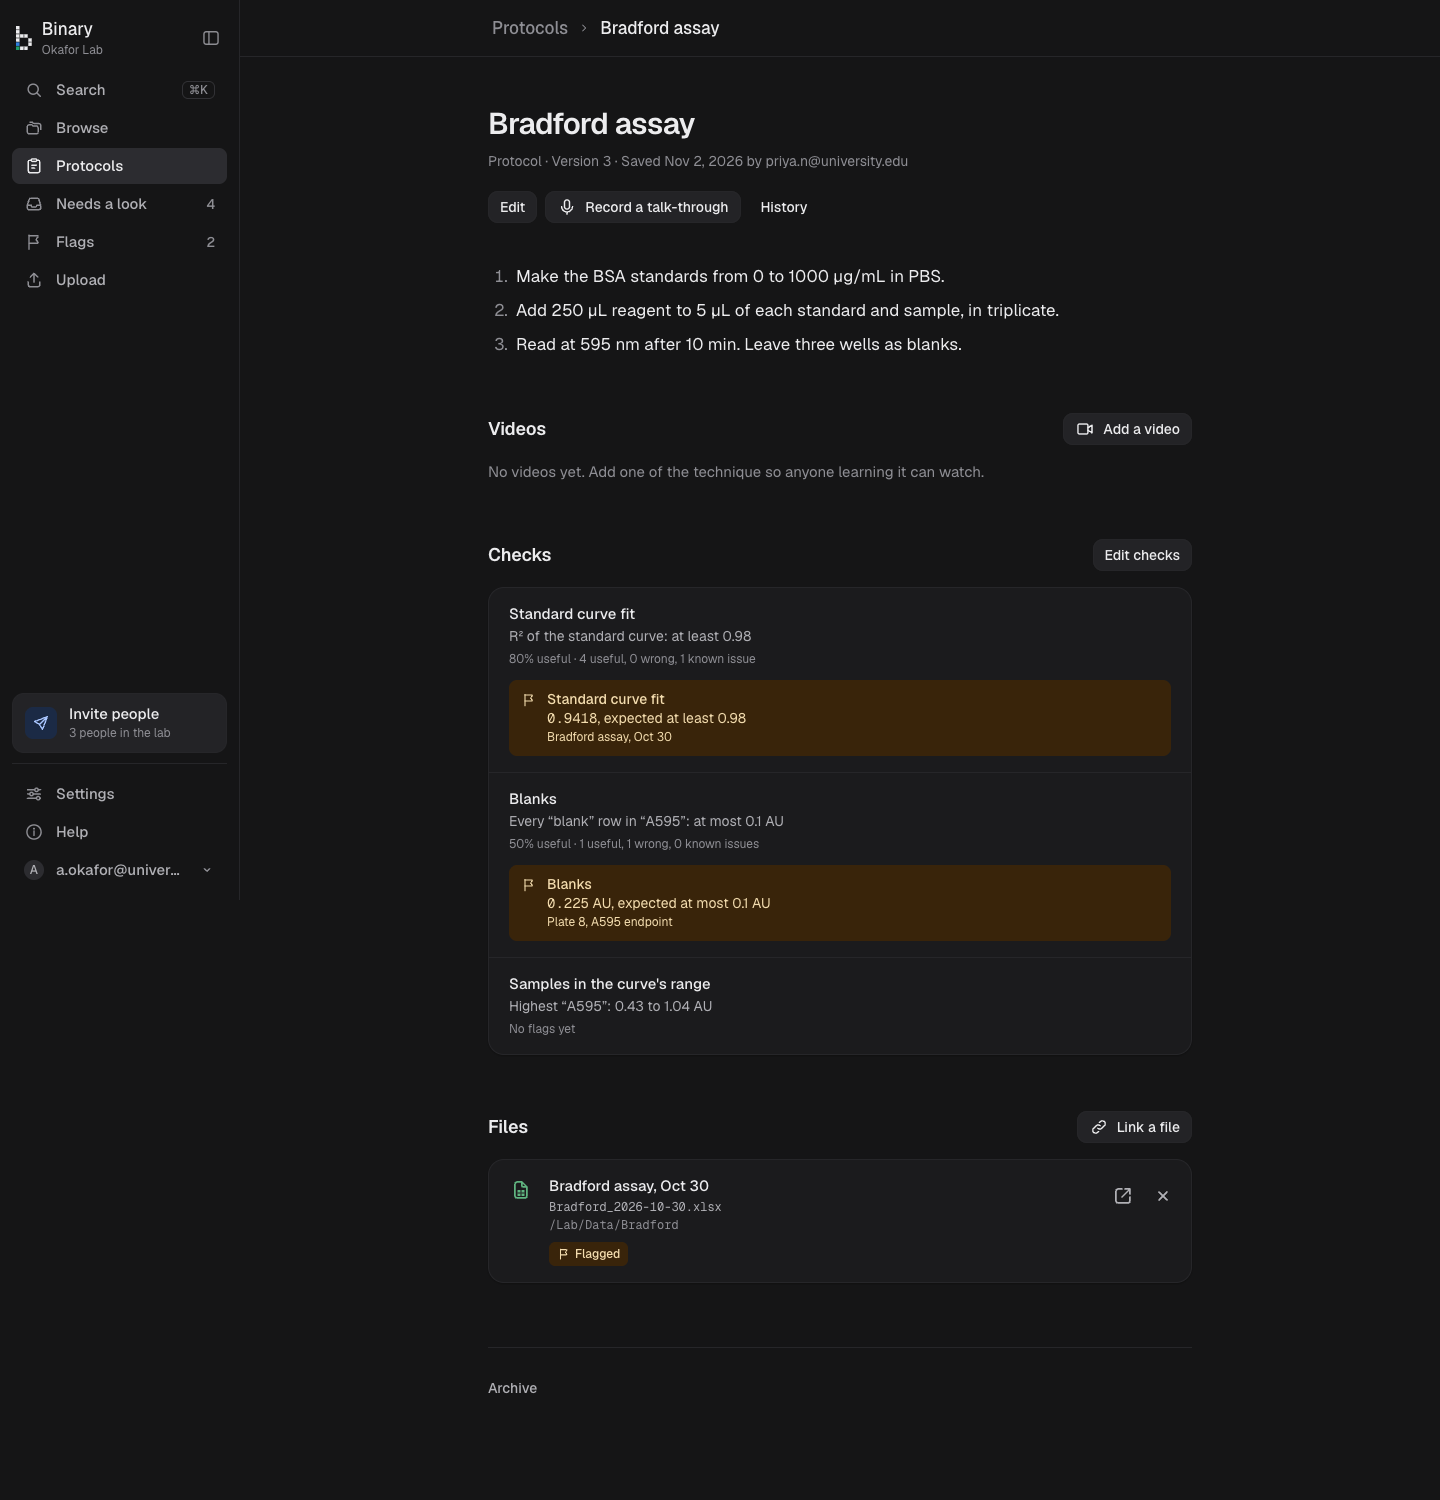 Binary
Okafor Lab
Search
⌘K
Browse
Protocols
Needs a look
4
Flags
2
Upload
Invite people
3 people in the lab
Settings
Help
A
a.okafor@univer...
Protocols › Bradford assay
Bradford assay
Protocol · Version 3 · Saved Nov 2, 2026 by priya.n@university.edu
Edit
Record a talk-through
History
1. Make the BSA standards from 0 to 1000 µg/mL in PBS.
2. Add 250 µL reagent to 5 µL of each standard and sample, in triplicate.
3. Read at 595 nm after 10 min. Leave three wells as blanks.
Videos
Add a video
No videos yet. Add one of the technique so anyone learning it can watch.
Checks
Edit checks
Standard curve fit
R² of the standard curve: at least 0.98
80% useful · 4 useful, 0 wrong, 1 known issue
Standard curve fit
0.9418, expected at least 0.98
Bradford assay, Oct 30
Blanks
Every “blank” row in “A595”: at most 0.1 AU
50% useful · 1 useful, 1 wrong, 0 known issues
Blanks
0.225 AU, expected at most 0.1 AU
Plate 8, A595 endpoint
Samples in the curve's range
Highest “A595”: 0.43 to 1.04 AU
No flags yet
Files
Link a file
Bradford assay, Oct 30
Bradford_2026-10-30.xlsx
/Lab/Data/Bradford
Flagged
Archive